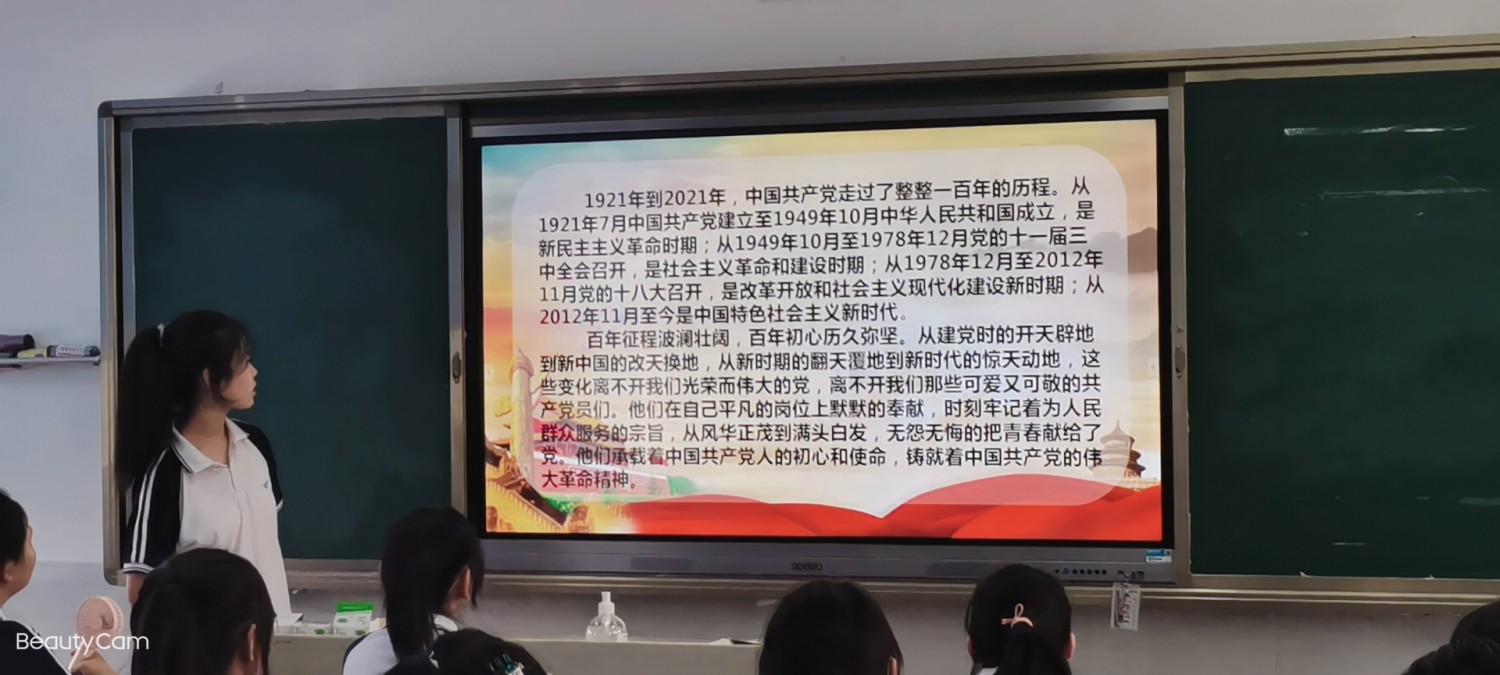 1921年到2021年，中国共产党走过了整整一百年的历程。从
1921年7月中国共产党建立至1949年10月中华人民共和国成立，是
新民主主义革命时期；从1949年10月至1978年12月党的十一届三
中全会召开，是社会主义革命和建设时期；从1978年12月至2012年
11月党的十八大召开，是改革开放和社会主义现代化建设新时期；从
2012年11月至今是中国特色社会主义新时代。
百年征程波澜壮阔，百年初心历久弥坚。从建党时的开天辟地
到新中国的改天换地，从新时期的翻天覆地到新时代的惊天动地，这
些变化离不开我们光荣而伟大的党，离不开我们那些可爱又可敬的共
产党员们。他们在自己平凡的岗位上默默的奉献，时刻牢记着为人民
群众服务的宗旨，从风华正茂到满头白发，无怨无悔的把青春献给了
党。他们承载着中国共产党人的初心和使命，铸就着中国共产党的伟
大革命精神。
BeautyCam